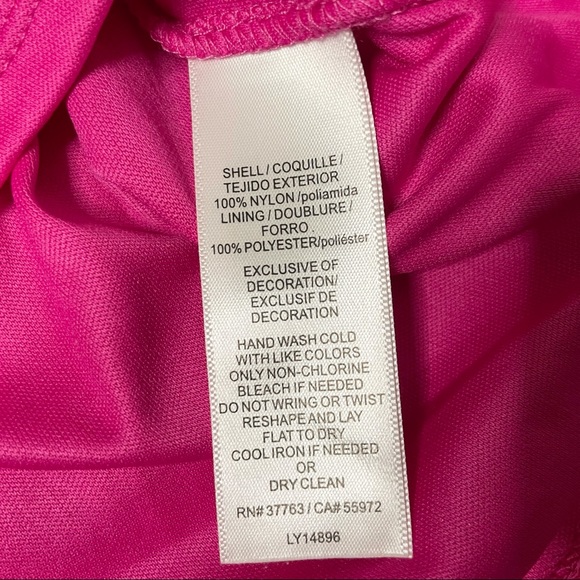 SHELL / COQUILLE /
TEJIDO EXTERIOR
100% NYLON /poliamida
LINING / DOUBLURE /
FORRO .
100% POLYESTER/poliéster
EXCLUSIVE OF
DECORATION/
EXCLUSIF DE
DECORATION
HAND WASH COLD
WITH LIKE COLORS
ONLY NON-CHLORINE
BLEACH IF NEEDED
DO NOT WRING OR TWIST
RESHAPE AND LAY
FLAT TO DRY
COOL IRON IF NEEDED
OR
DRY CLEAN
RN# 37763 / CA# 55972
LY14896